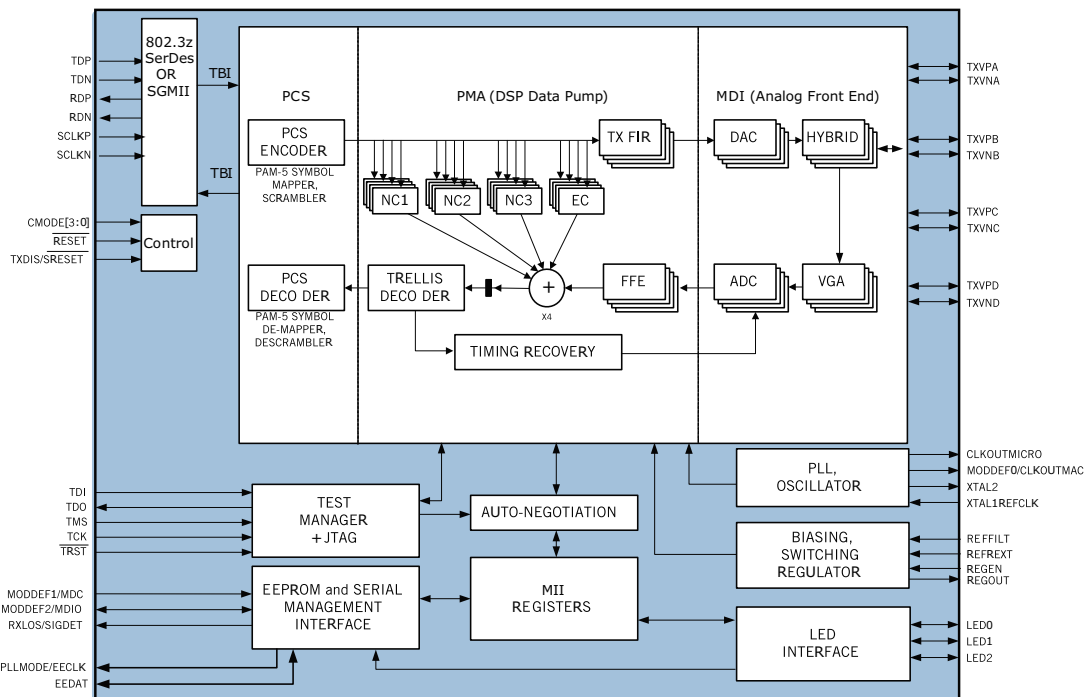 802.3z
SerDes
OR
SGMII
TDP
TDN
RDP
RDN
SCLKP
SCLKN
TBI
TBI
CMODE[3:0]
RESET
TXDIS/SRESET
Control
PCS
PMA (DSP Data Pump)
MDI (Analog Front End)
PCS
ENCODER
PAM-5 SYMBOL
MAPPER,
SCRAMBLER
TX FIR
DAC
HYBRID
NC1
NC2
NC3
EC
PCS
DECO DER
PAM-5 SYMBOL
DE-MAPPER,
DESCRAMBLER
TRELLIS
DECO DER
+
X4
FFE
ADC
VGA
TIMING RECOVERY
TXVPA
TXVNA
TXVPB
TXVNB
TXVPC
TXVNC
TXVPD
TXVND
TDI
TDO
TMS
TCK
TRST
TEST
MANAGER
+JTAG
AUTO-NEGOTIATION
PLL,
OSCILLATOR
CLKOUTMICRO
MODDEF0/CLKOUTMAC
XTAL2
XTAL1REFCLK
BIASING,
SWITCHING
REGULATOR
REFFILT
REFREXT
REGEN
REGOUT
MODDEF1/MDC
MODDEF2/MDIO
RXLOS/SIGDET
PLLMODE/EECLK
EEDAT
EEPROM and SERIAL
MANAGEMENT
INTERFACE
MII
REGISTERS
LED
INTERFACE
LED0
LED1
LED2